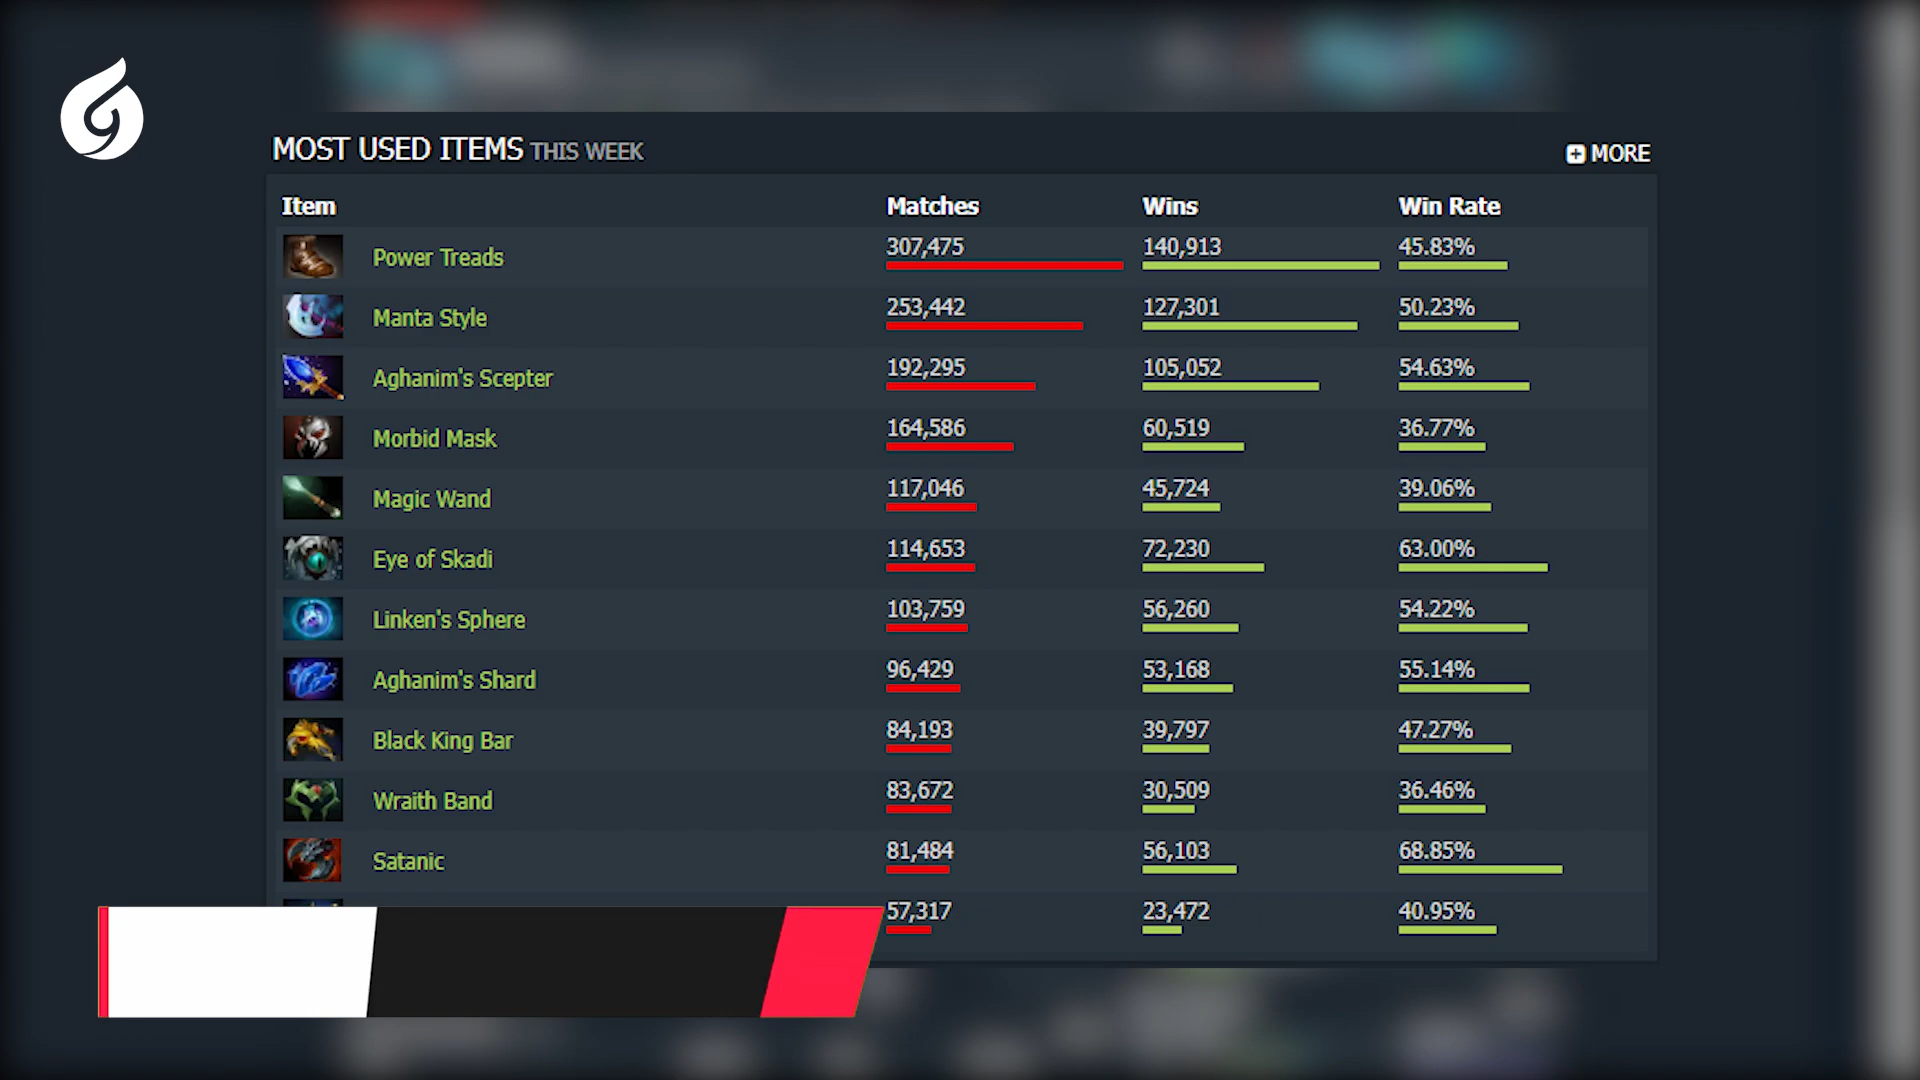 MOST USED ITEMS THIS WEEK
MORE
Item Matches Wins Win Rate
Power Treads 307,475 140,913 45.83%
Manta Style 253,442 127,301 50.23%
Aghanim's Scepter 192,295 105,052 54.63%
Morbid Mask 164,586 60,519 36.77%
Magic Wand 117,046 45,724 39.06%
Eye of Skadi 114,653 72,230 63.00%
Linken's Sphere 103,759 56,260 54.22%
Aghanim's Shard 96,429 53,168 55.14%
Black King Bar 84,193 39,797 47.27%
Wraith Band 83,672 30,509 36.46%
Satanic 81,484 56,103 68.85%
57,317 23,472 40.95%